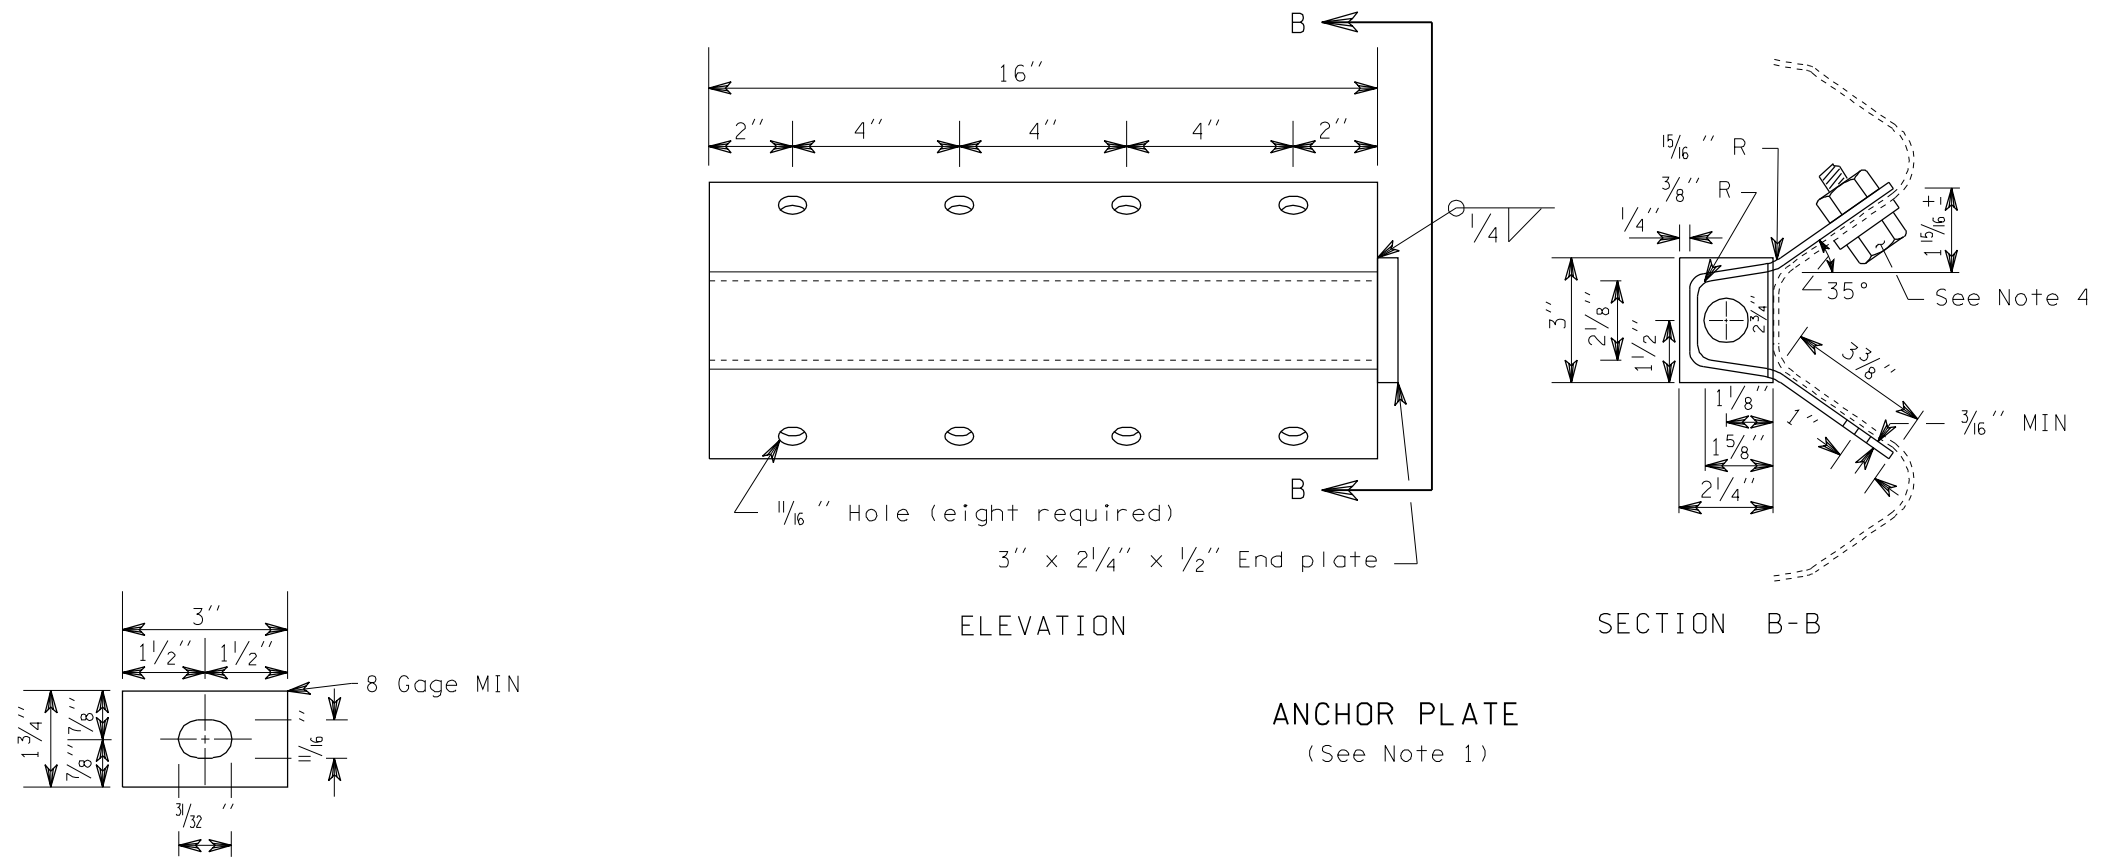 B
16''
2'' 4'' 4'' 4'' 2''
1/4
11/16 '' Hole (eight required)
B
3'' x 2 1/4'' x 1/2'' End plate
ELEVATION
15/16 '' R
3/8'' R
1/4''
1 15/16 ''±
35°
See Note 4
3''
2 1/8''
1 1/2''
2 3/4''
3 3/8''
1 1/8''
1''
3/16 '' MIN
1 5/8''
2 1/4''
SECTION B-B
ANCHOR PLATE
(See Note 1)
3''
1 1/2'' 1 1/2''
8 Gage MIN
1 3/4''
7/8''
7/8''
11/16 ''
31/32 ''